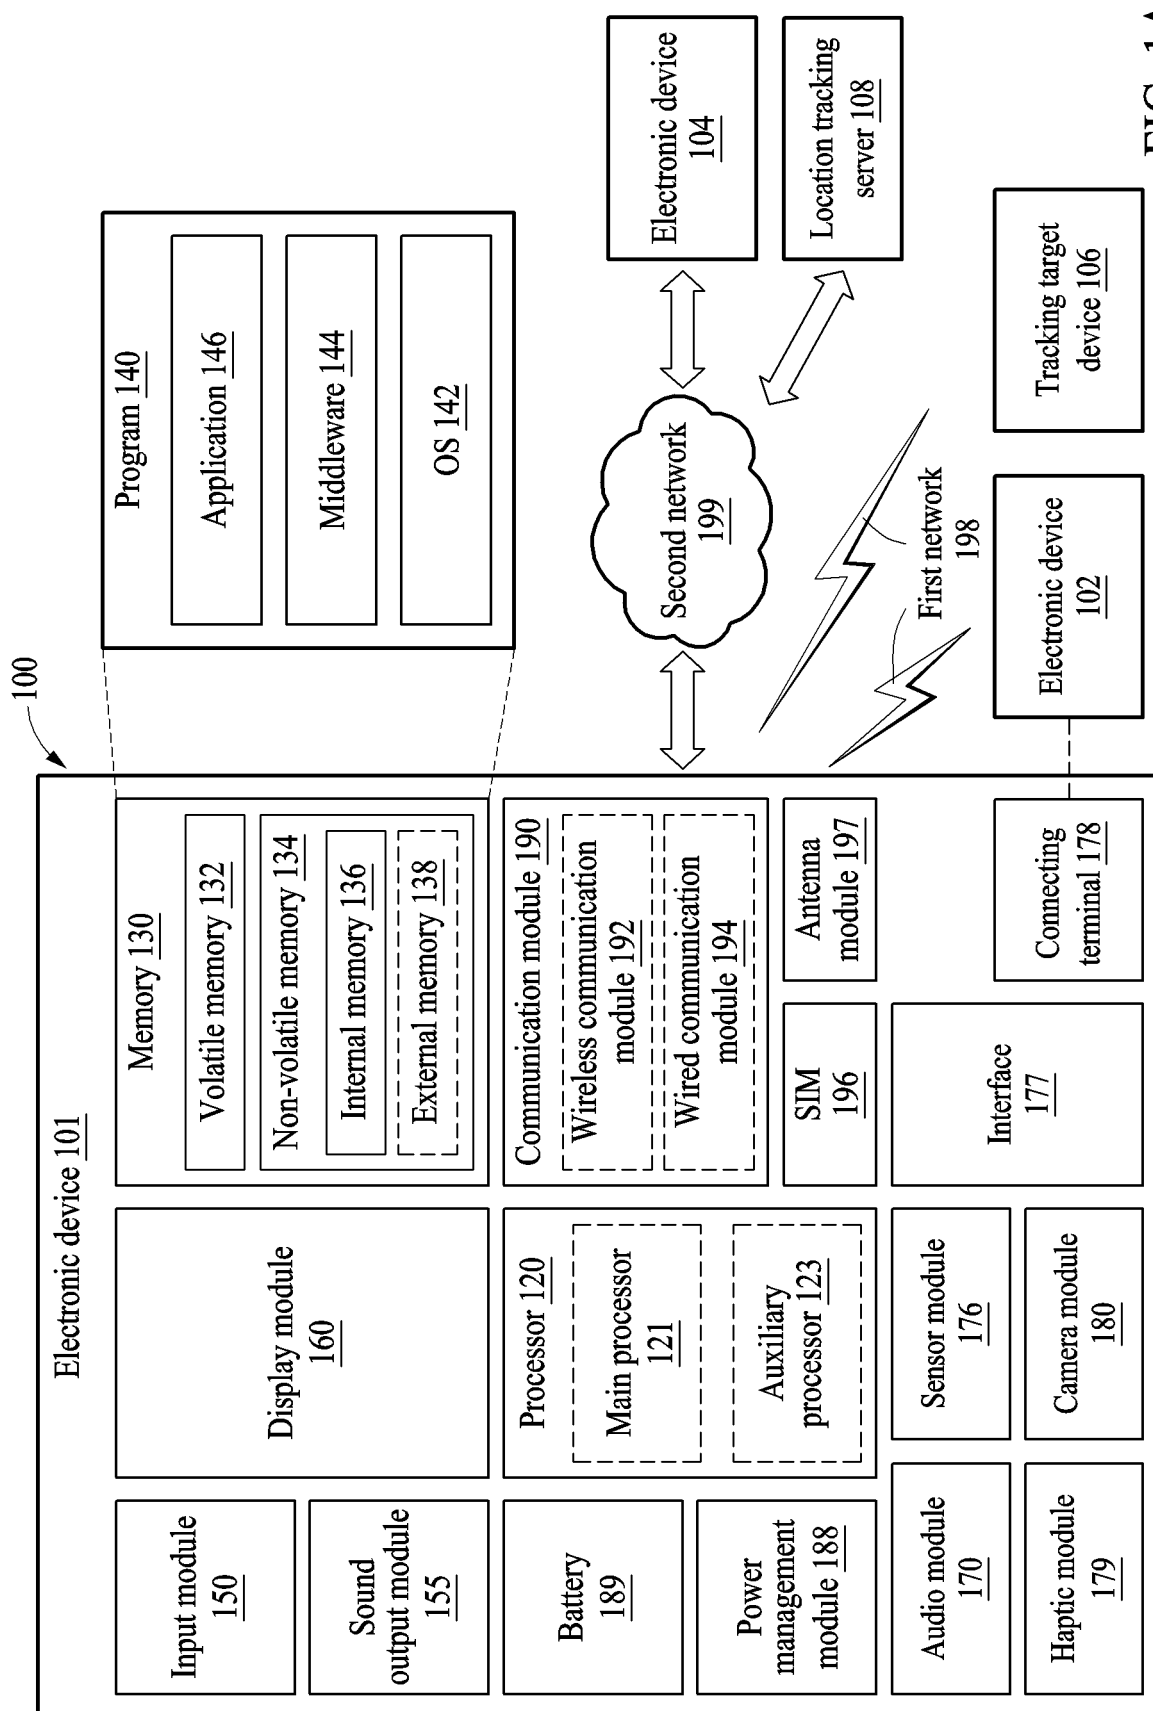 100
Electronic device 101
Input module
150
Sound
output module
155
Battery
189
Power
management
module 188
Audio module
170
Haptic module
179
Display module
160
Processor 120
Main processor
121
Auxiliary
processor 123
Sensor module
176
Camera module
180
Memory 130
Volatile memory 132
Non-volatile memory 134
Internal memory 136
External memory 138
Communication module 190
Wireless communication
module 192
Wired communication
module 194
SIM
196
Antenna
module 197
Interface
177
Connecting
terminal 178
Program 140
Application 146
Middleware 144
OS 142
Second network
199
Electronic device
104
Location tracking
server 108
First network
198
Electronic device
102
Tracking target
device 106
FIG. 1A